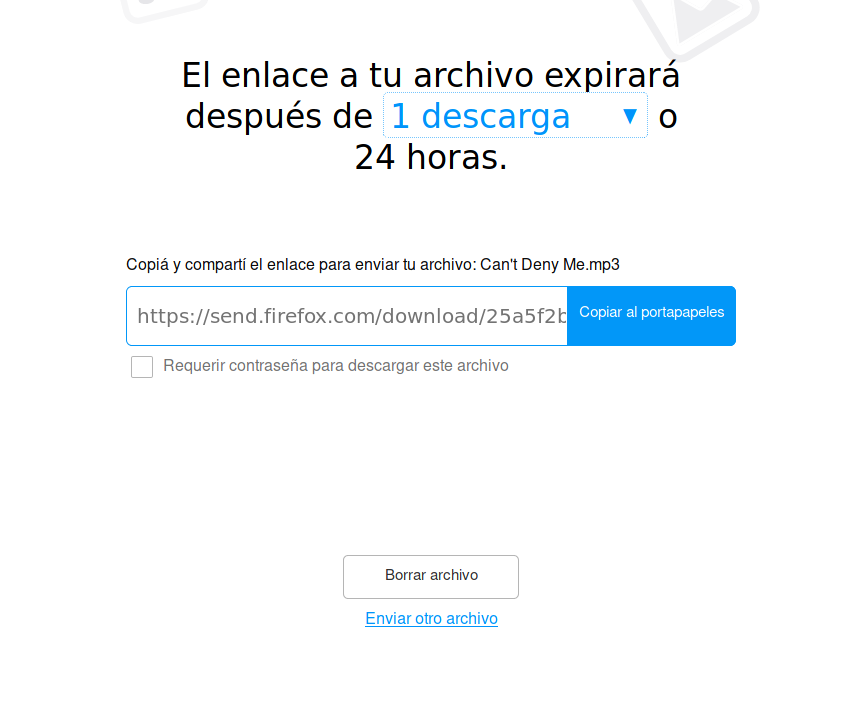 El enlace a tu archivo expirará
después de 1 descarga ▼ o
24 horas.
Copiá y compartí el enlace para enviar tu archivo: Can't Deny Me.mp3
https://send.firefox.com/download/25a5f2b
Copiar al portapapeles
Requerir contraseña para descargar este archivo
Borrar archivo
Enviar otro archivo